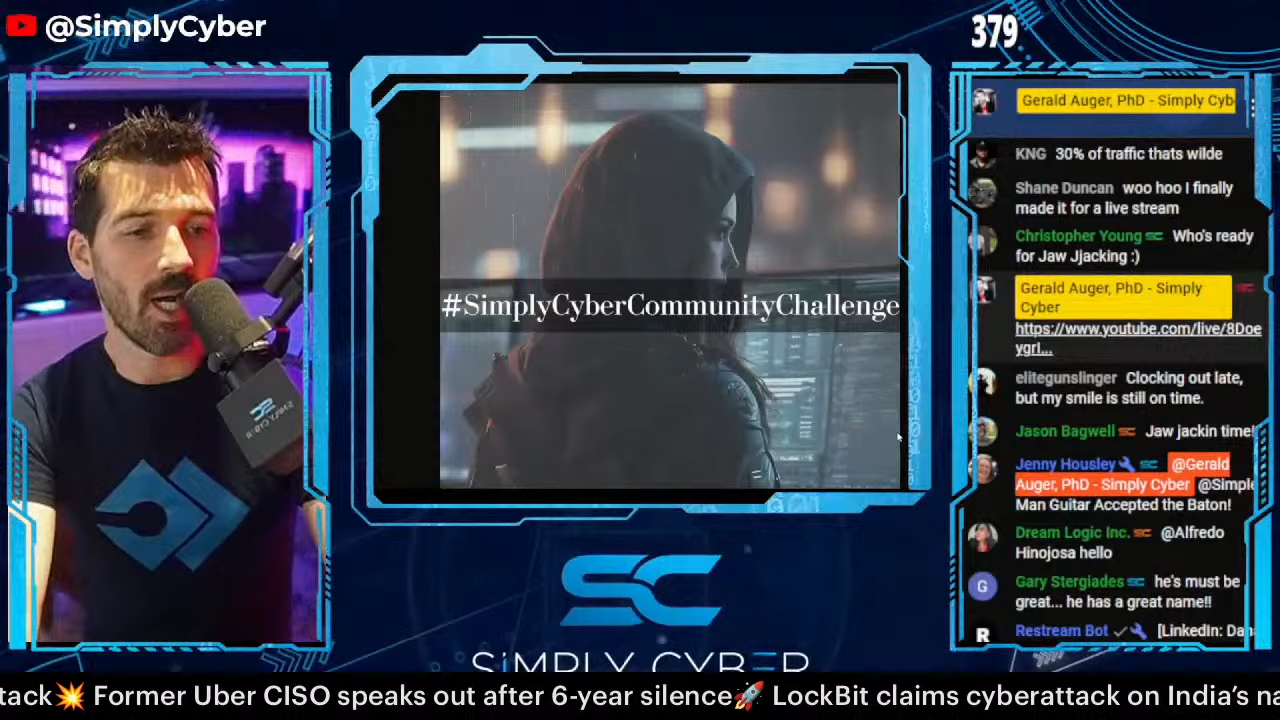 @SimplyCyber
379
#SimplyCyberCommunityChallenge
Gerald Auger, PhD - Simply Cyb
KNG 30% of traffic thats wilde
Shane Duncan woo hoo I finally
made it for a live stream
Christopher Young Who's ready
for Jaw Jjacking :)
Gerald Auger, PhD - Simply
Cyber
https://www.youtube.com/live/8Doe
ygrl...
elitegunslinger Clocking out late,
but my smile is still on time.
Jason Bagwell Jaw jackin time!
Jenny Housley @Gerald
Auger, PhD - Simply Cyber @Simple
Man Guitar Accepted the Baton!
Dream Logic Inc. @Alfredo
Hinojosa hello
G Gary Stergiades he's must be
great... he has a great name!!
R Restream Bot [LinkedIn: Dan
SC
SIMPLY CYBER
tack💥 Former Uber CISO speaks out after 6-year silence🚀 LockBit claims cyberattack on India's na